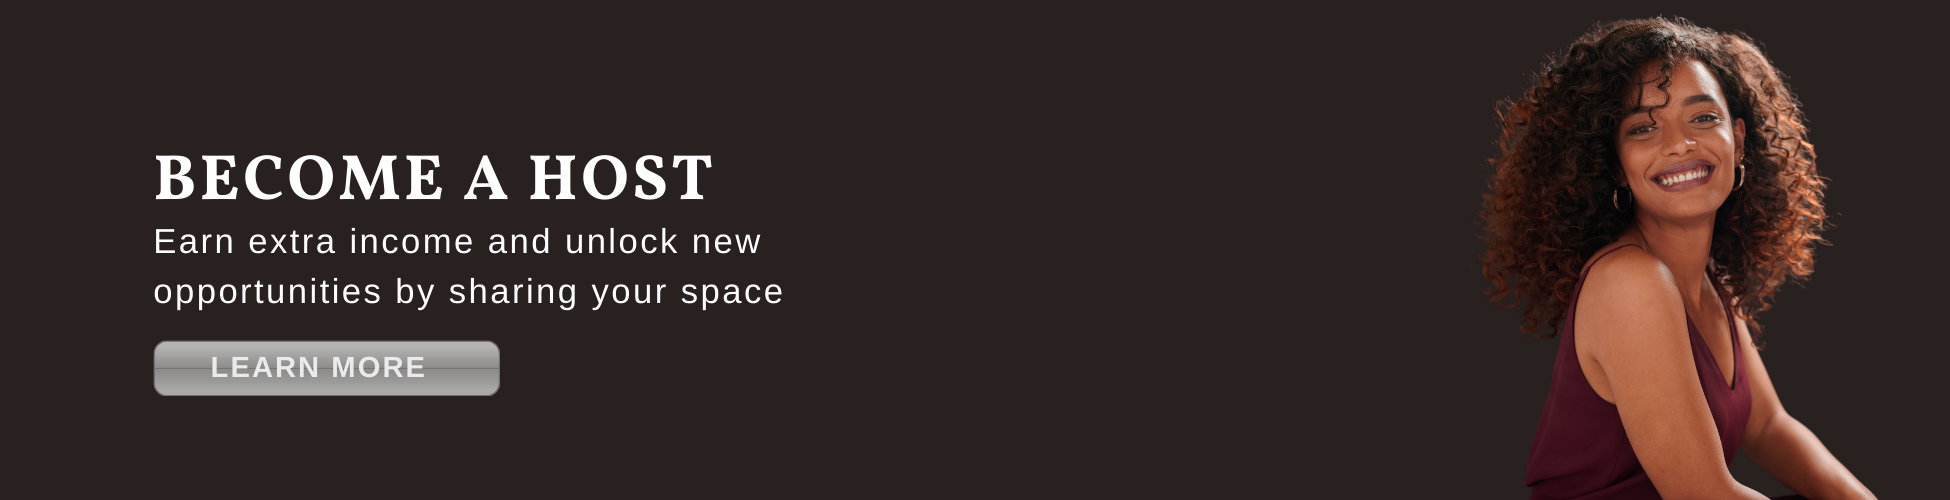 BECOME A HOST
Earn extra income and unlock new
opportunities by sharing your space
LEARN MORE